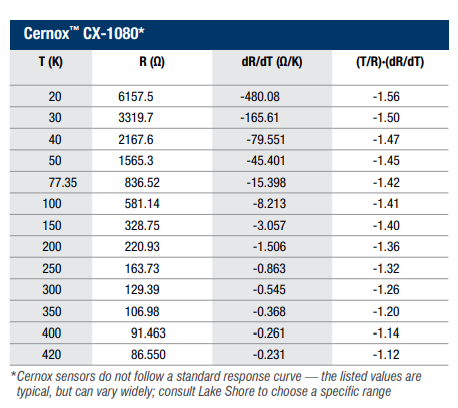 Cernox™ CX-1080*
T (K) R (Ω) dR/dT (Ω/K) (T/R)·(dR/dT)
20 6157.5 -480.08 -1.56
30 3319.7 -165.61 -1.50
40 2167.6 -79.551 -1.47
50 1565.3 -45.401 -1.45
77.35 836.52 -15.398 -1.42
100 581.14 -8.213 -1.41
150 328.75 -3.057 -1.40
200 220.93 -1.506 -1.36
250 163.73 -0.863 -1.32
300 129.39 -0.545 -1.26
350 106.98 -0.368 -1.20
400 91.463 -0.261 -1.14
420 86.550 -0.231 -1.12
*Cernox sensors do not follow a standard response curve — the listed values are
typical, but can vary widely; consult Lake Shore to choose a specific range